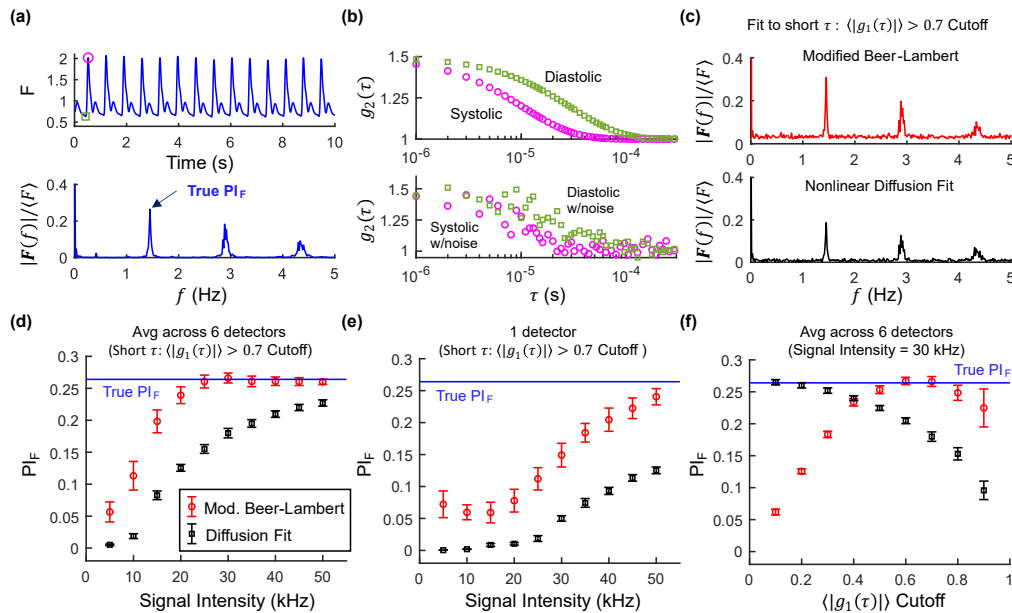 (a)
2
1.5
1
0.5
F
0 2 4 6 8 10
Time (s)
0.4
0.2
0
|F(f)|/⟨F⟩
True PI_F
0 1 2 3 4 5
f (Hz)
(b)
1.5
1.25
1
g₂(τ)
Diastolic
Systolic
10⁻⁶ 10⁻⁴
1.5
1.25
1
g₂(τ)
Diastolic
w/noise
Systolic
w/noise
10⁻⁶ 10⁻⁴
τ (s)
(c)
Fit to short τ: ⟨|g₁(τ)|⟩ > 0.7 Cutoff
Modified Beer-Lambert
0.4
0.2
0
|F(f)|/⟨F⟩
0 1 2 3 4 5
Nonlinear Diffusion Fit
0.4
0.2
0
|F(f)|/⟨F⟩
0 1 2 3 4 5
f (Hz)
(d)
Avg across 6 detectors
(Short τ: ⟨|g₁(τ)|⟩ > 0.7 Cutoff)
0.3
0.25
0.2
0.15
0.1
0.05
0
PI_F
True PI_F
Mod. Beer-Lambert
Diffusion Fit
0 10 20 30 40 50
Signal Intensity (kHz)
(e)
1 detector
(Short τ: ⟨|g₁(τ)|⟩ > 0.7 Cutoff )
0.3
0.25
0.2
0.15
0.1
0.05
0
PI_F
True PI_F
0 10 20 30 40 50
Signal Intensity (kHz)
(f)
Avg across 6 detectors
(Signal Intensity = 30 kHz)
0.3
0.25
0.2
0.15
0.1
0.05
0
PI_F
True PI_F
0 0.2 0.4 0.6 0.8 1
⟨|g₁(τ)|⟩ Cutoff